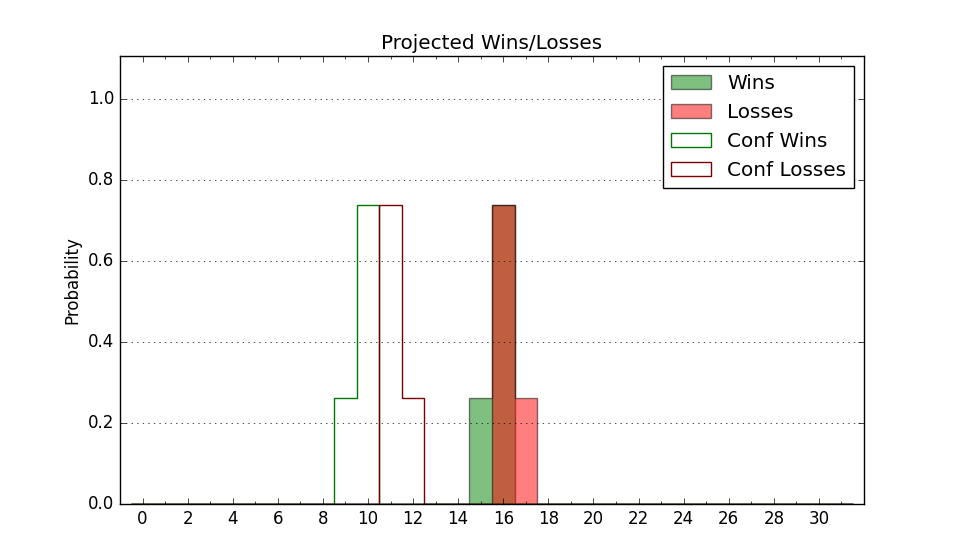 Projected Wins/Losses
Wins
Losses
Conf Wins
Conf Losses
Probability
1.0
0.8
0.6
0.4
0.2
0.0
0 2 4 6 8 10 12 14 16 18 20 22 24 26 28 30